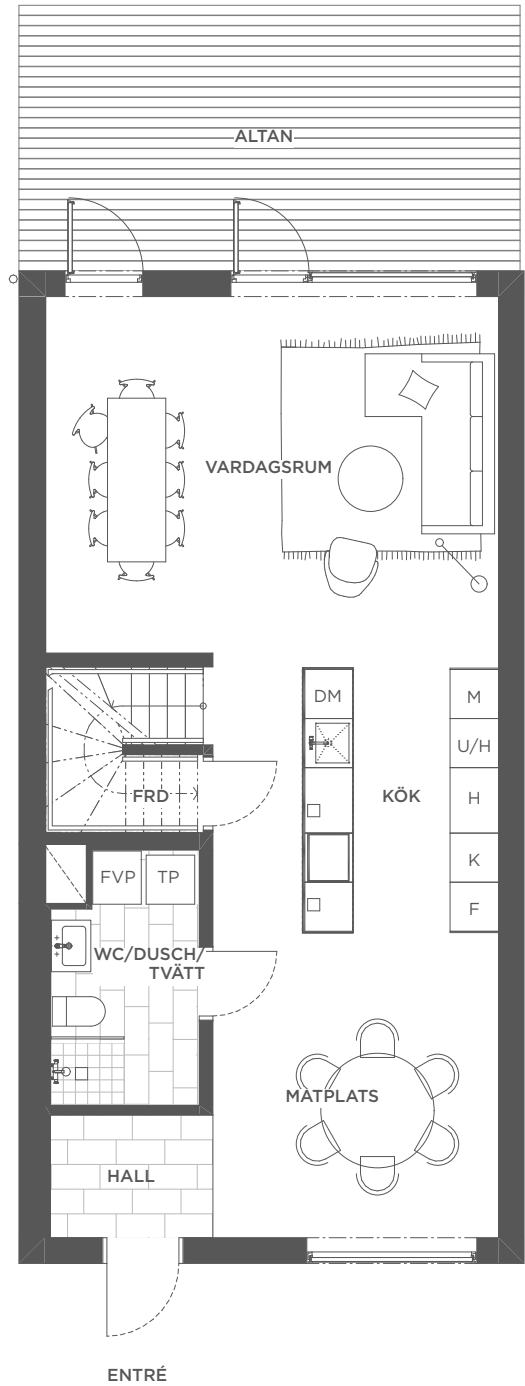 ALTAN
VARDAGSRUM
DM
M
U/H
KÖK
H
FRD
K
FVP
TP
F
WC/DUSCH/
TVÄTT
MATPLATS
HALL
ENTRÉ